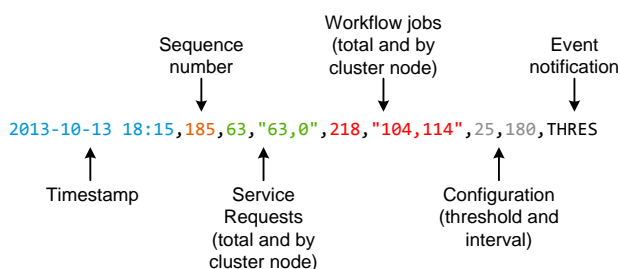 Sequence
number
Workflow jobs
(total and by
cluster node)
Event
notification
2013-10-13 18:15,185,63,"63,0",218,"104,114",25,180,THRES
Timestamp
Service
Requests
(total and by
cluster node)
Configuration
(threshold and
interval)